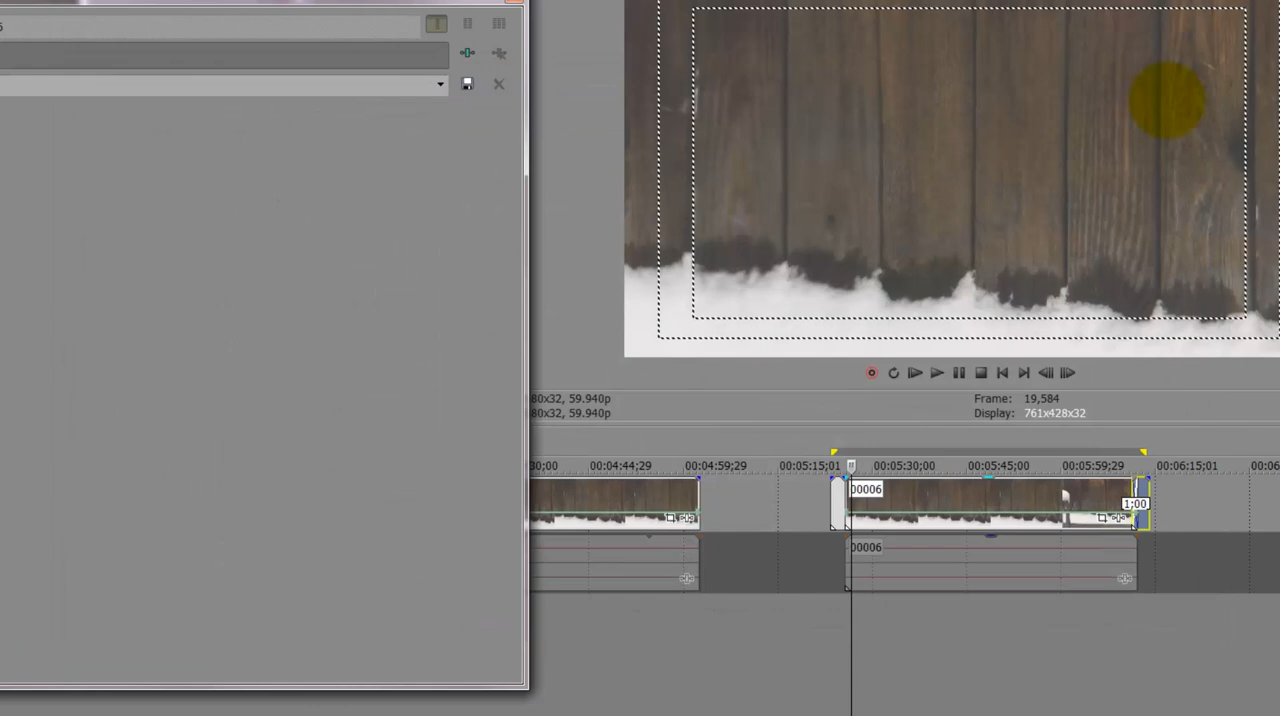 80x32, 59.940p
80x32, 59.940p
Frame: 19,584
Display: 761x428x32
30;00 00:04:44;29 00:04:59;29 00:05:15;01 00:05:30;00 00:05:45;00 00:05:59;29 00:06:15;01 00:06
00006
1;00
00006